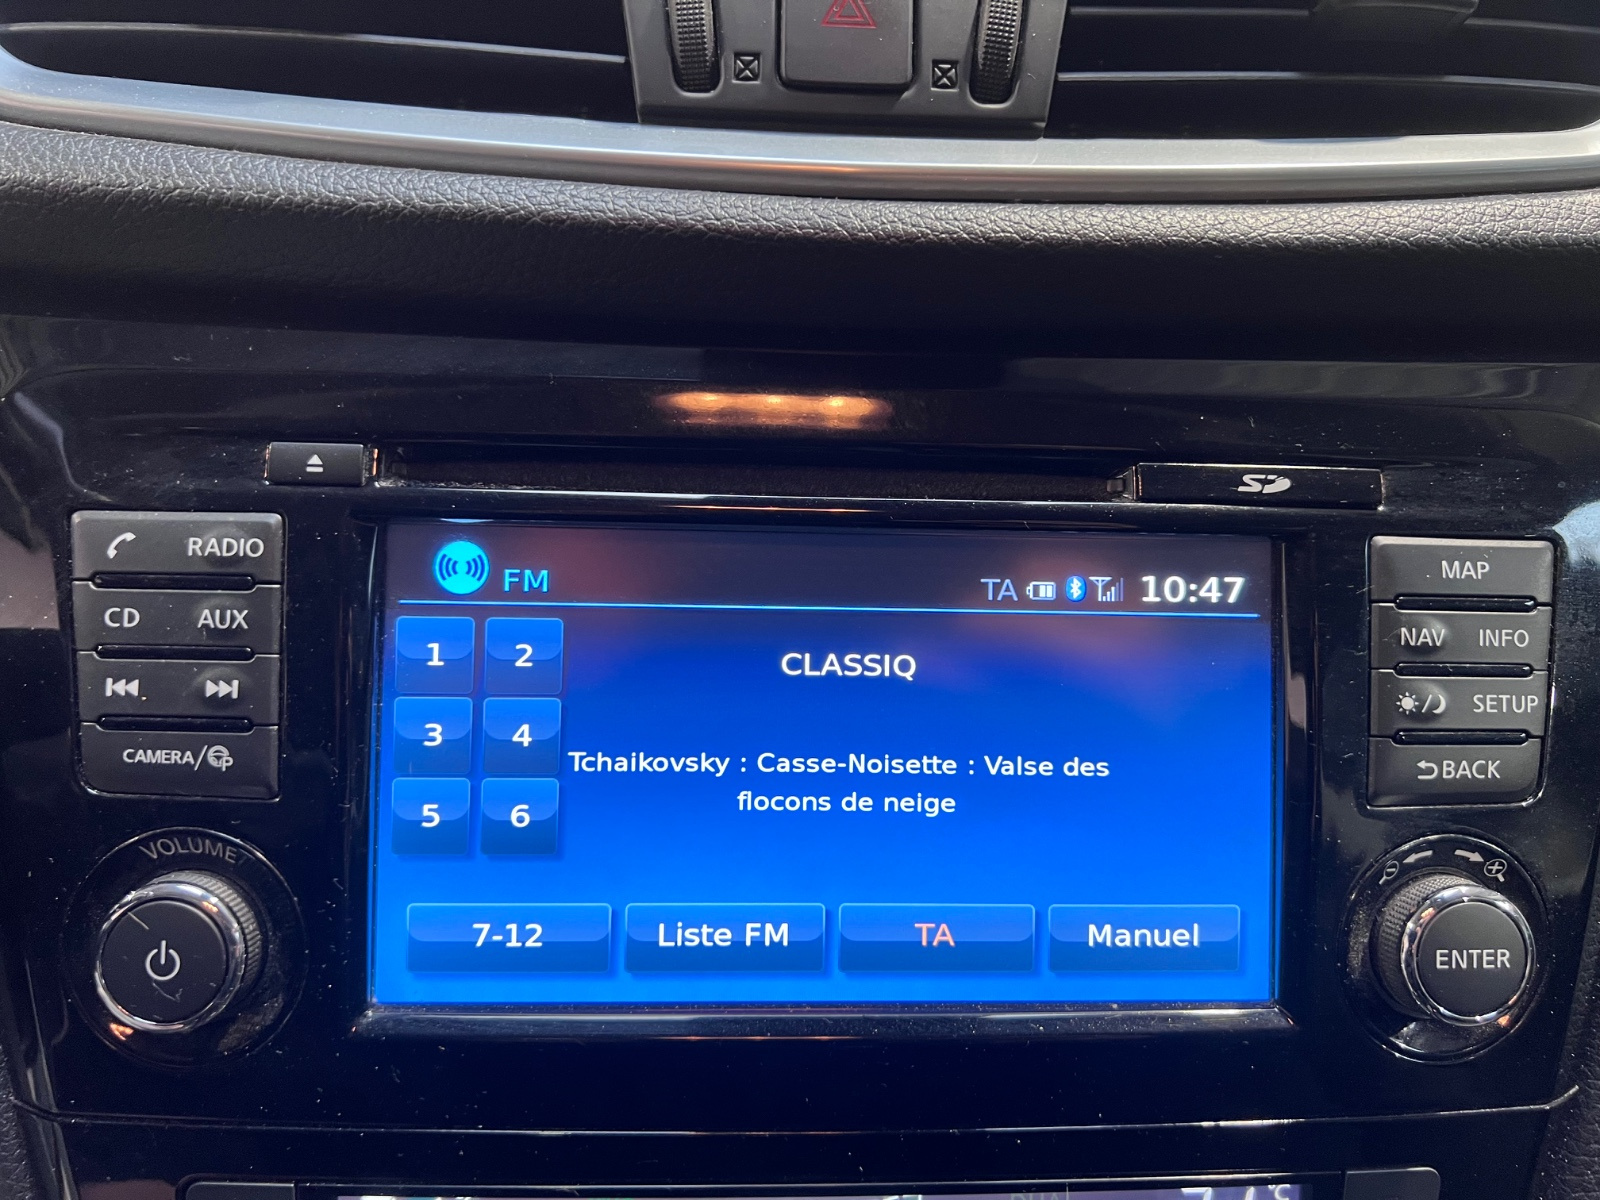 SD
RADIO
CD AUX
CAMERA/
VOLUME
FM
TA 10:47
1 2
3 4
5 6
CLASSIQ
Tchaikovsky : Casse-Noisette : Valse des
flocons de neige
7-12 Liste FM TA Manuel
MAP
NAV INFO
SETUP
BACK
ENTER